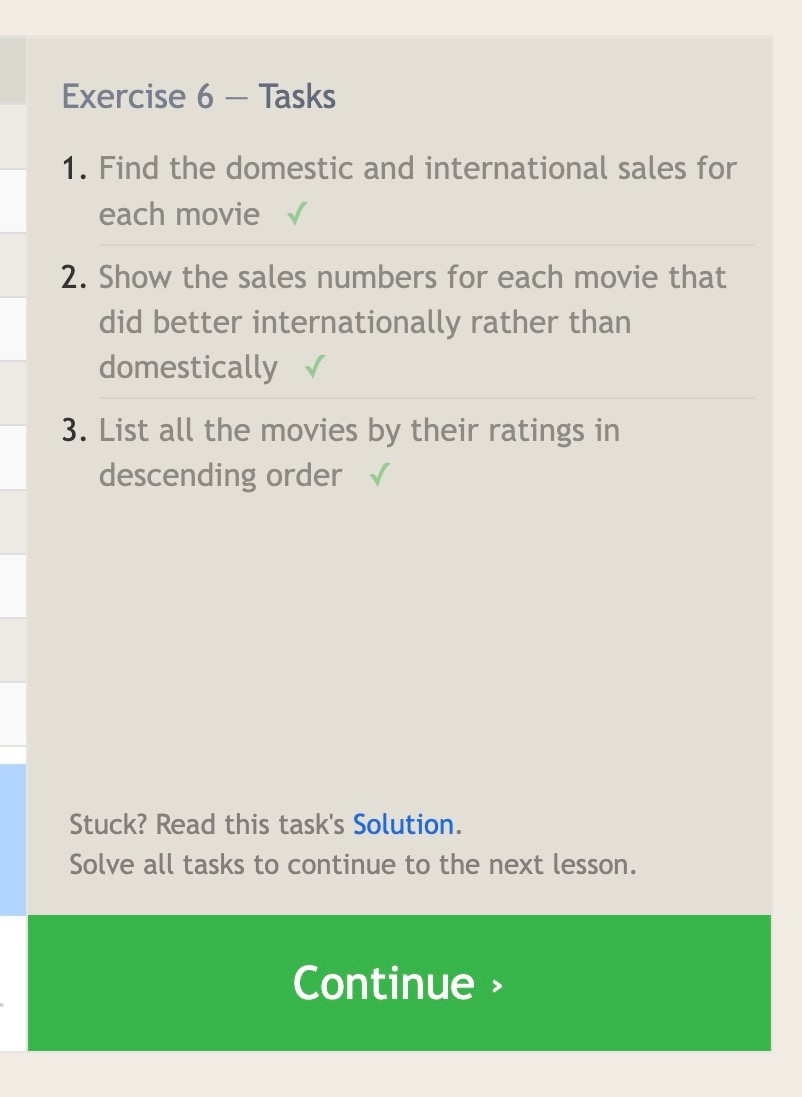 Exercise 6 — Tasks
1. Find the domestic and international sales for
each movie ✓
2. Show the sales numbers for each movie that
did better internationally rather than
domestically ✓
3. List all the movies by their ratings in
descending order ✓
Stuck? Read this task's Solution.
Solve all tasks to continue to the next lesson.
Continue ›